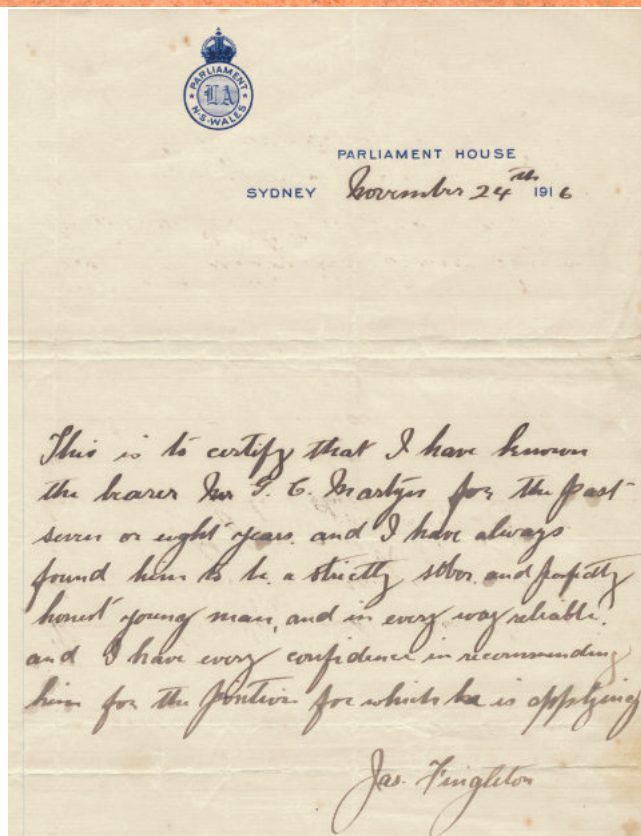 PARLIAMENT
LA
N·S·WALES
PARLIAMENT HOUSE
SYDNEY November 24th 1916
This is to certify that I have known
the bearer Mr G. C. Martyn for the past
seven or eight years. and I have always
found him to be a strictly sober and perfectly
honest young man, and in every way reliable.
and I have every confidence in recommending
him for the position for which he is applying
Jas. Fingleton